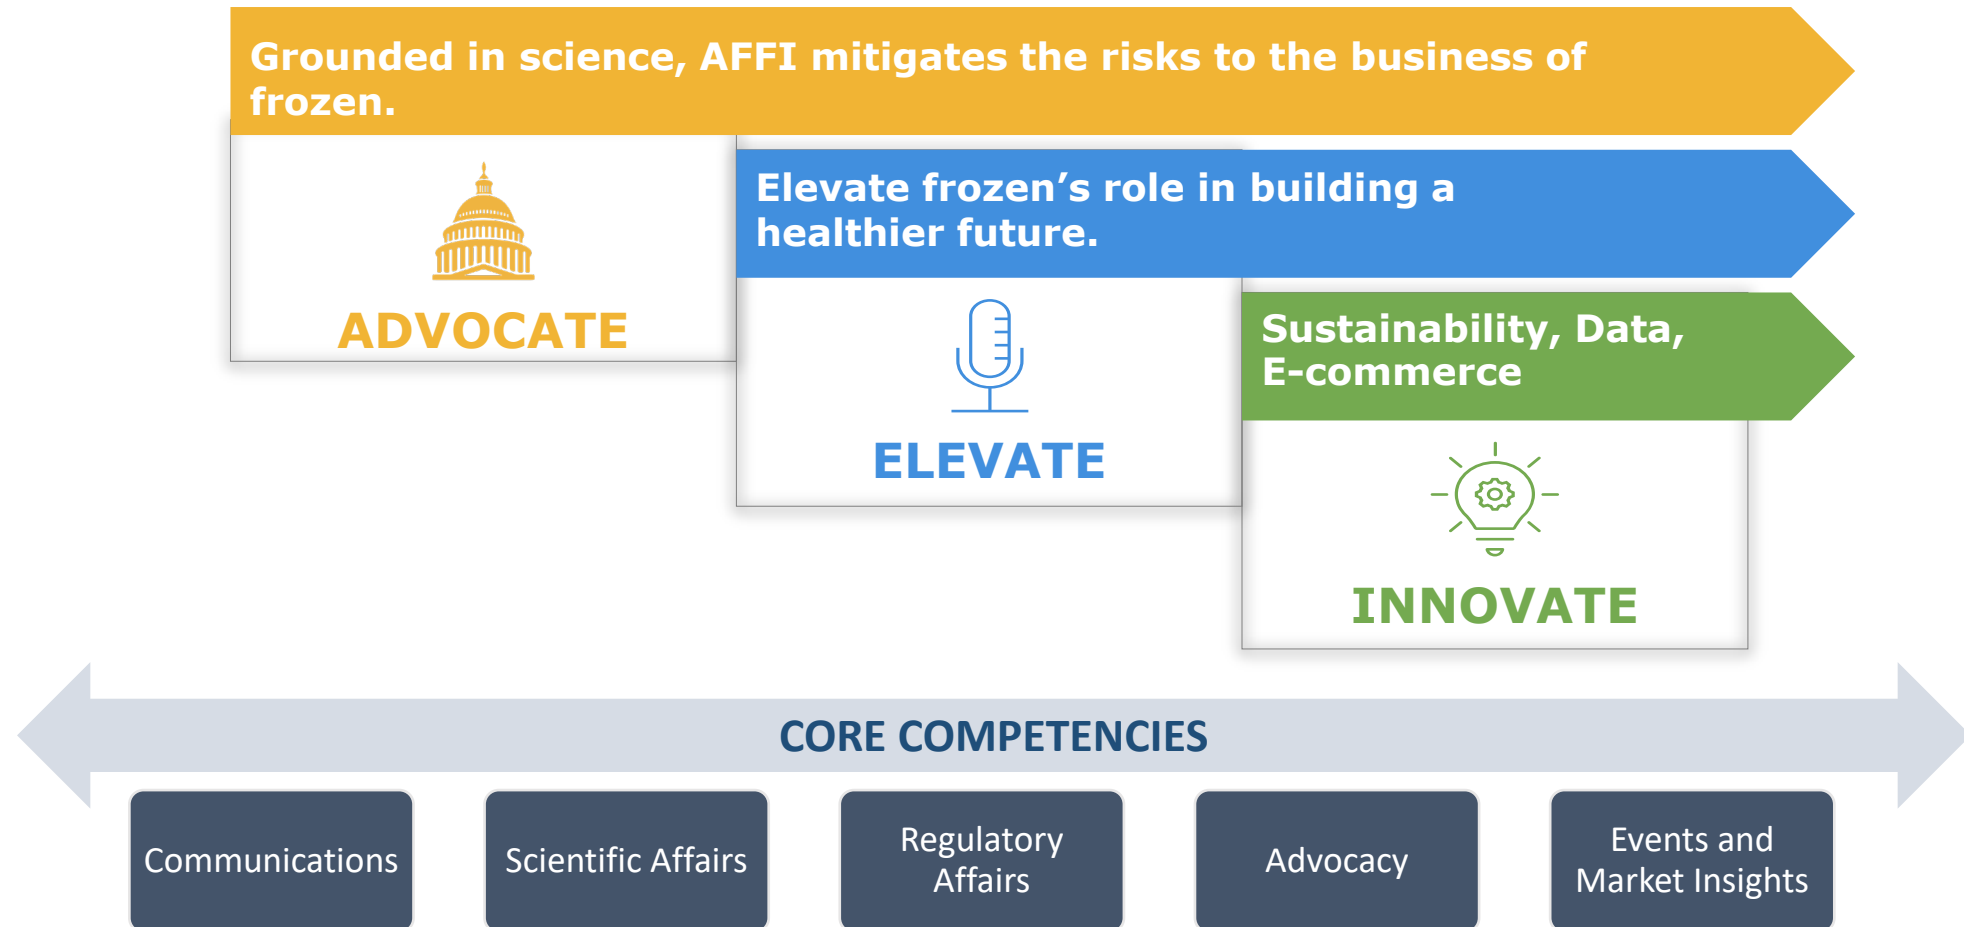 Grounded in science, AFFI mitigates the risks to the business of
frozen.
ADVOCATE
Elevate frozen’s role in building a
healthier future.
ELEVATE
Sustainability, Data,
E-commerce
INNOVATE
CORE COMPETENCIES
Communications
Scientific Affairs
Regulatory
Affairs
Advocacy
Events and
Market Insights